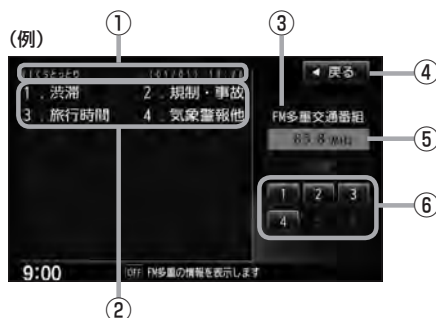 ①
③
(例)
④
◀ 戻る
1．渋滞　2．規制・事故
3．旅行時間　4．気象警報他
FM多重交通番組
⑤
1 2 3
4
⑥
9:00
OFF FM多重の情報を表示します
②